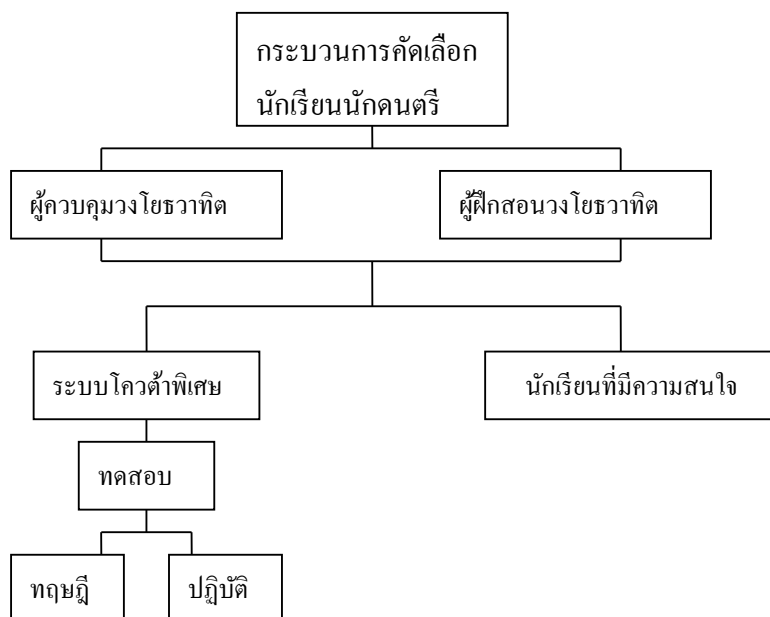 กระบวนการคัดเลือก
นักเรียนนักดนตรี
ผู้ควบคุมวงโยธวาทิต
ผู้ฝึกสอนวงโยธวาทิต
ระบบโควต้าพิเศษ
นักเรียนที่มีความสนใจ
ทดสอบ
ทฤษฎี
ปฏิบัติ